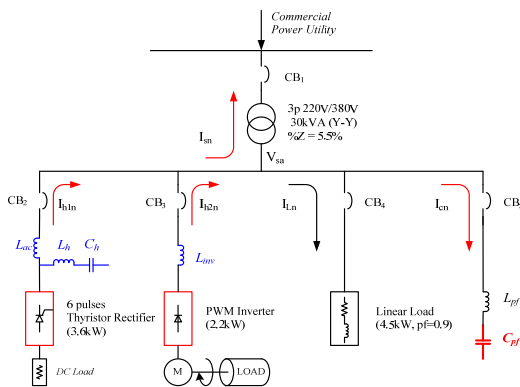 Commercial
Power Utility
CB1
3p 220V/380V
30kVA (Y-Y)
%Z = 5.5%
Isn
Vsa
CB2
Ih1n
CB3
Ih2n
ILn
CB4
Icn
CB
Lac
Lh
Ch
Linv
Lpf
6 pulses
Thyristor Rectifier
(3.6kW)
PWM Inverter
(2.2kW)
Linear Load
(4.5kW, pf=0.9)
Cpf
DC Load
M
LOAD